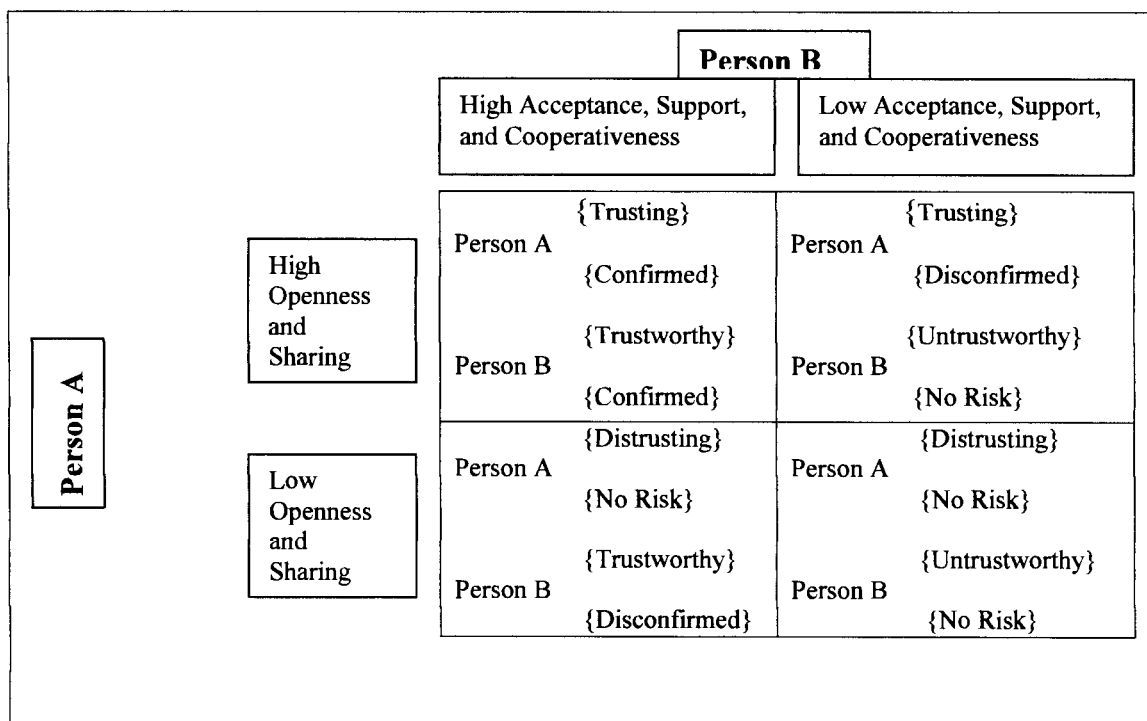 Person B
High Acceptance, Support,
and Cooperativeness
Low Acceptance, Support,
and Cooperativeness
Person A
High
Openness
and
Sharing
{Trusting}
Person A
{Confirmed}
{Trustworthy}
Person B
{Confirmed}
{Trusting}
Person A
{Disconfirmed}
{Untrustworthy}
Person B
{No Risk}
Low
Openness
and
Sharing
{Distrusting}
Person A
{No Risk}
{Trustworthy}
Person B
{Disconfirmed}
{Distrusting}
Person A
{No Risk}
{Untrustworthy}
Person B
{No Risk}